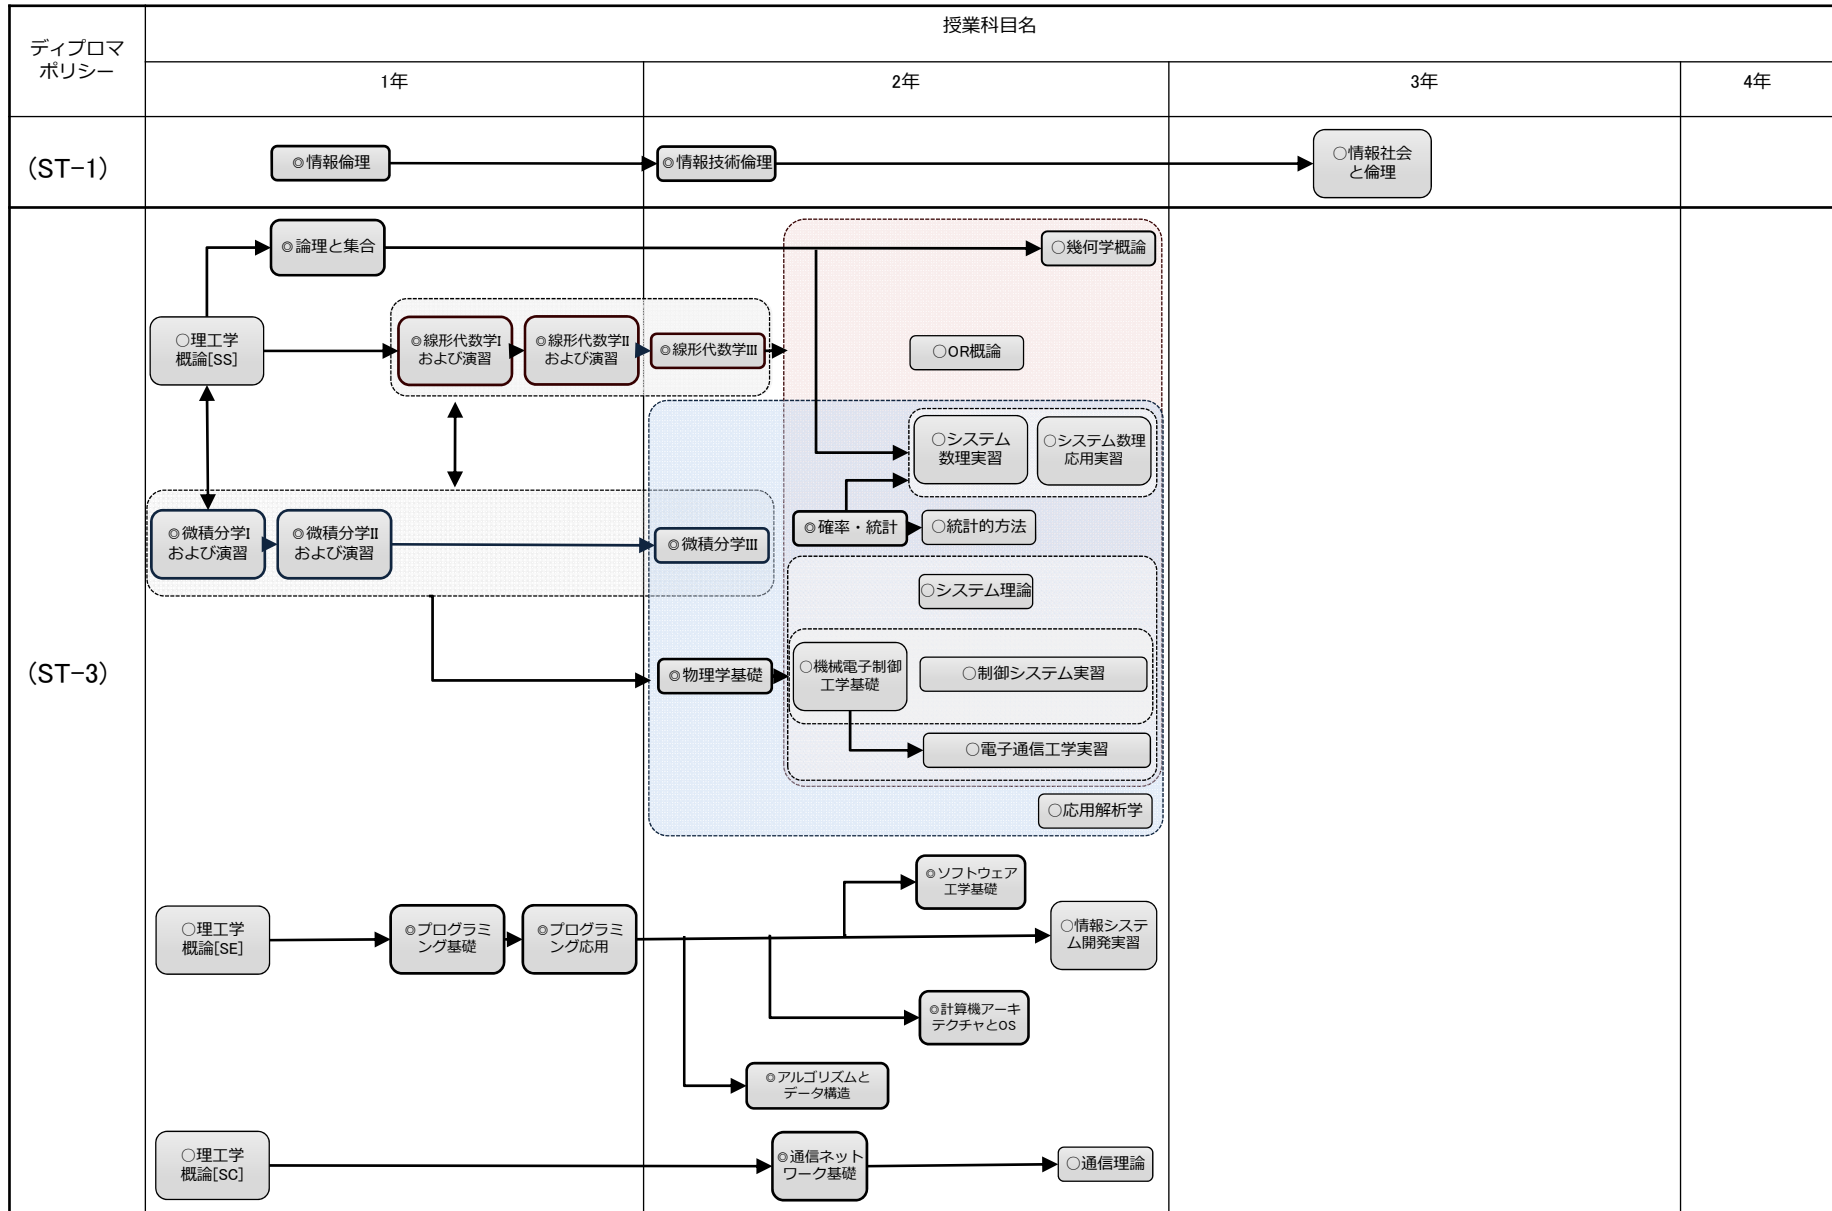 ディプロマ
ポリシー
授業科目名
1年
2年
3年
4年
(ST-1)
◎情報倫理
◎情報技術倫理
○情報社会
と倫理
(ST-3)
◎論理と集合
○幾何学概論
○理工学
概論[SS]
◎線形代数学Ⅰ
および演習
◎線形代数学Ⅱ
および演習
◎線形代数学Ⅲ
○OR概論
○システム
数理実習
○システム数理
応用実習
◎微積分学Ⅰ
および演習
◎微積分学Ⅱ
および演習
◎微積分学Ⅲ
◎確率・統計
○統計的方法
○システム理論
◎物理学基礎
○機械電子制御
工学基礎
○制御システム実習
○電子通信工学実習
○応用解析学
◎ソフトウェア
工学基礎
○理工学
概論[SE]
◎プログラミ
ング基礎
◎プログラミ
ング応用
○情報システ
ム開発実習
◎計算機アーキ
テクチャとOS
◎アルゴリズムと
データ構造
○理工学
概論[SC]
◎通信ネット
ワーク基礎
○通信理論